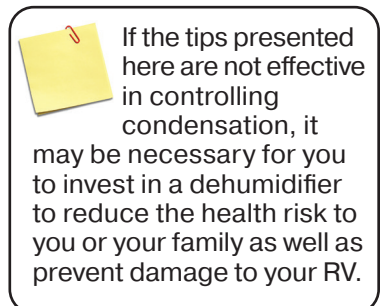 If the tips presented
here are not effective
in controlling
condensation, it
may be necessary for you
to invest in a dehumidifier
to reduce the health risk to
you or your family as well as
prevent damage to your RV.